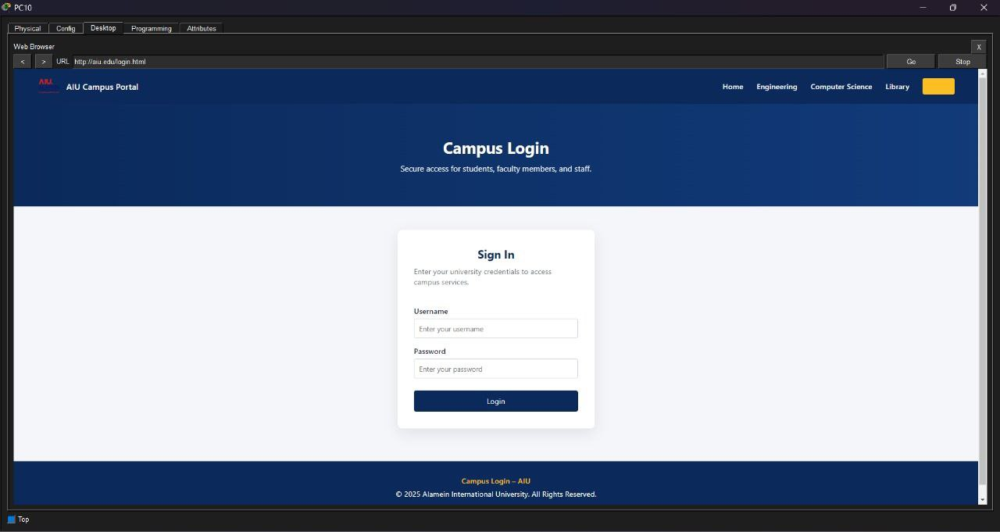 PC10
Physical Config Desktop Programming Attributes
Web Browser X
< > URL http://aiu.edu/login.html Go Stop
AIU AIU Campus Portal Home Engineering Computer Science Library
Campus Login
Secure access for students, faculty members, and staff.
Sign In
Enter your university credentials to access
campus services.
Username
Enter your username
Password
Enter your password
Login
Campus Login – AIU
© 2025 Alamein International University. All Rights Reserved.
Top